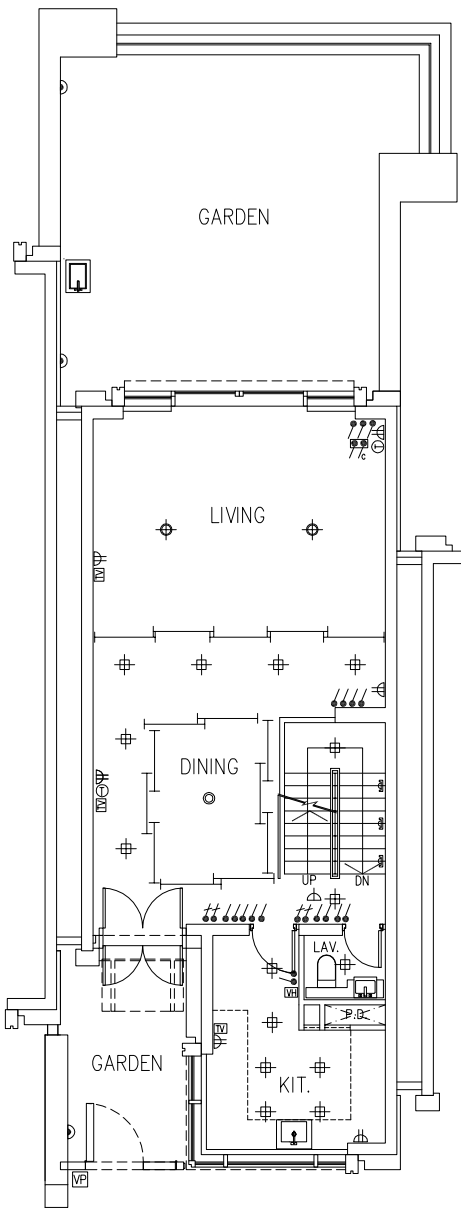 GARDEN
LIVING
T
c
TV
DINING
T
TV
UP
DN
LAV.
VH
P.D
TV
GARDEN
KIT.
VP